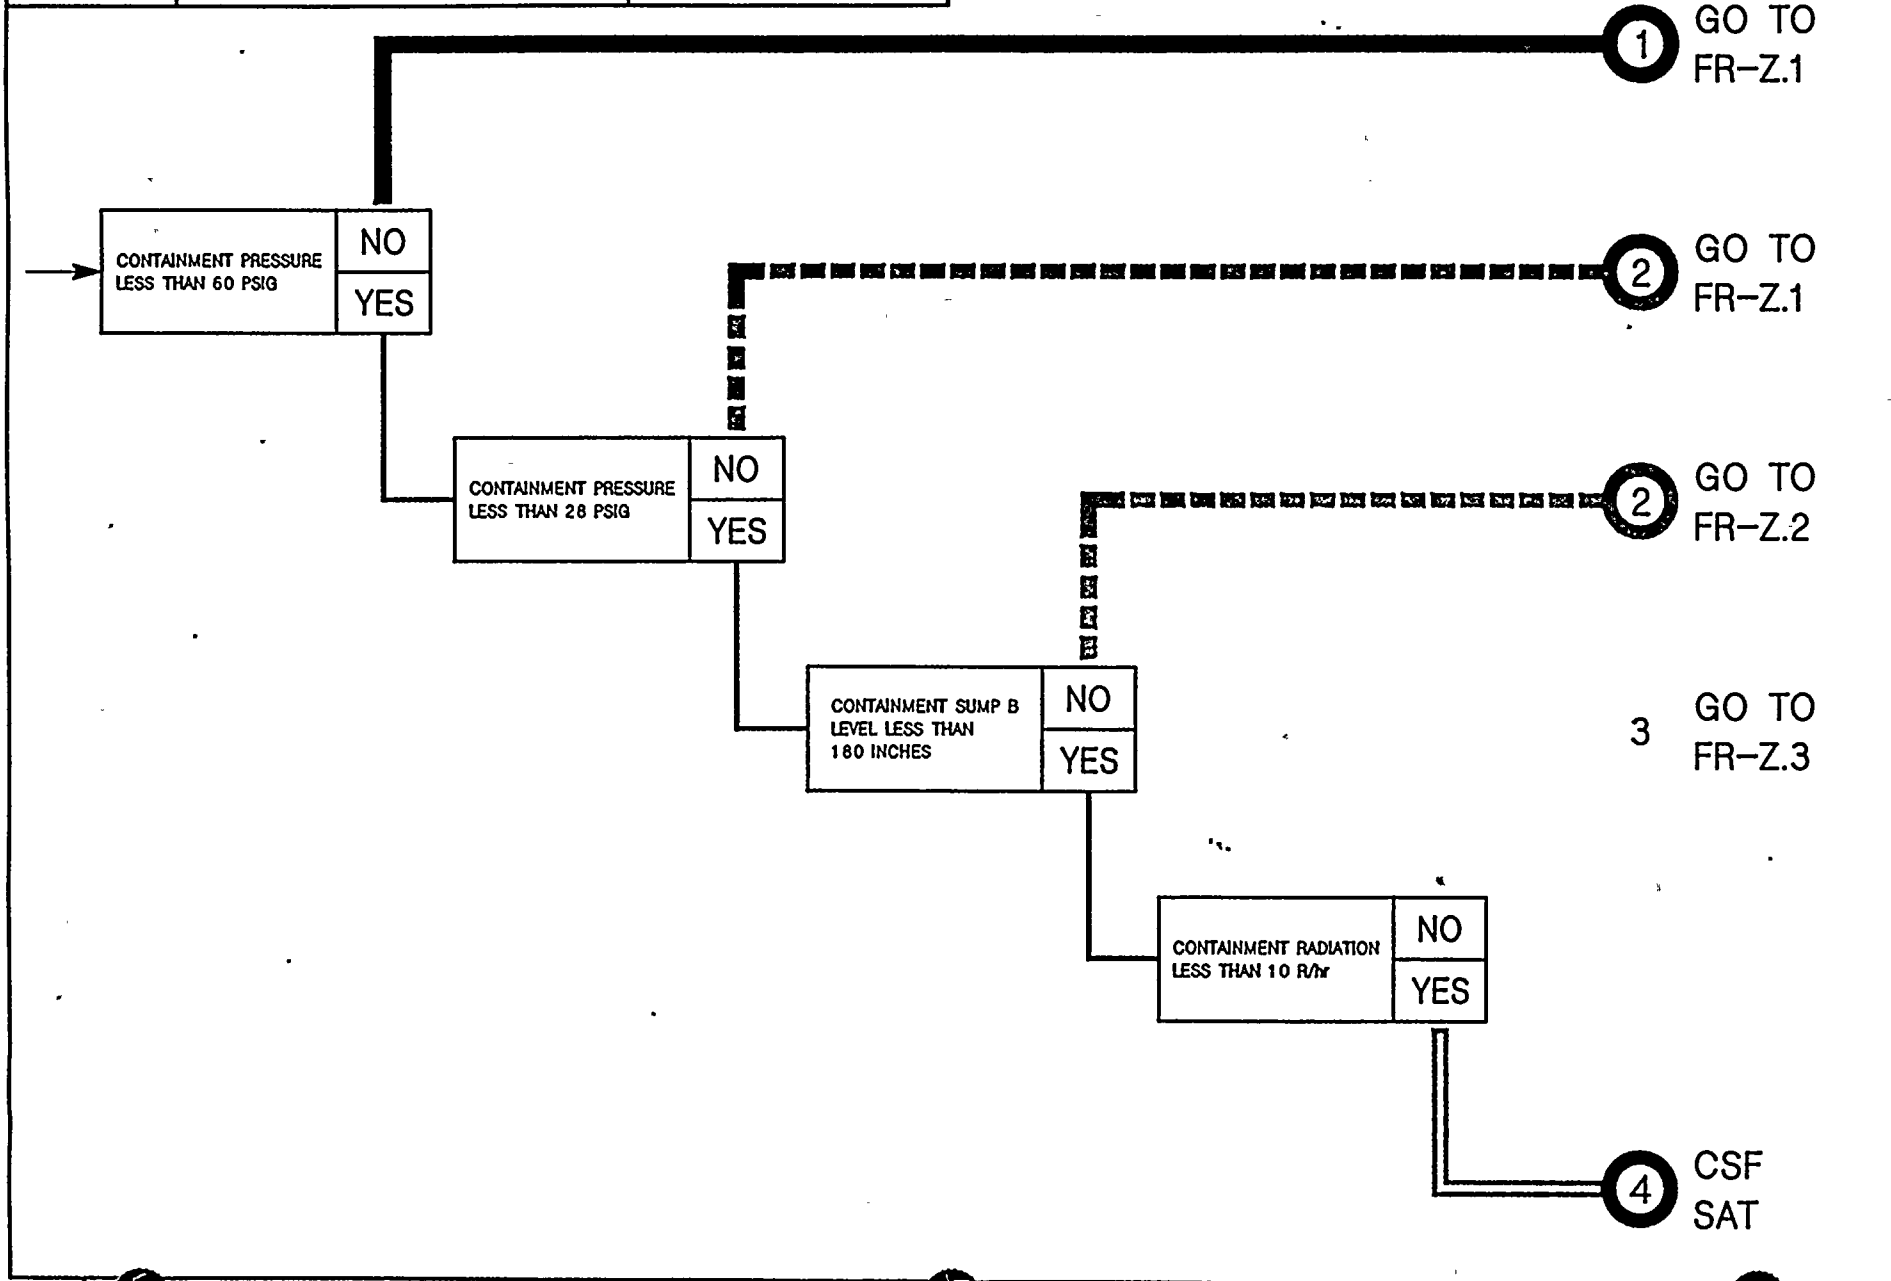 1
GO TO
FR-Z.1
CONTAINMENT PRESSURE
LESS THAN 60 PSIG
NO
YES
2
GO TO
FR-Z.1
CONTAINMENT PRESSURE
LESS THAN 28 PSIG
NO
YES
2
GO TO
FR-Z.2
CONTAINMENT SUMP B
LEVEL LESS THAN
180 INCHES
NO
YES
3
GO TO
FR-Z.3
CONTAINMENT RADIATION
LESS THAN 10 R/hr
NO
YES
4
CSF
SAT